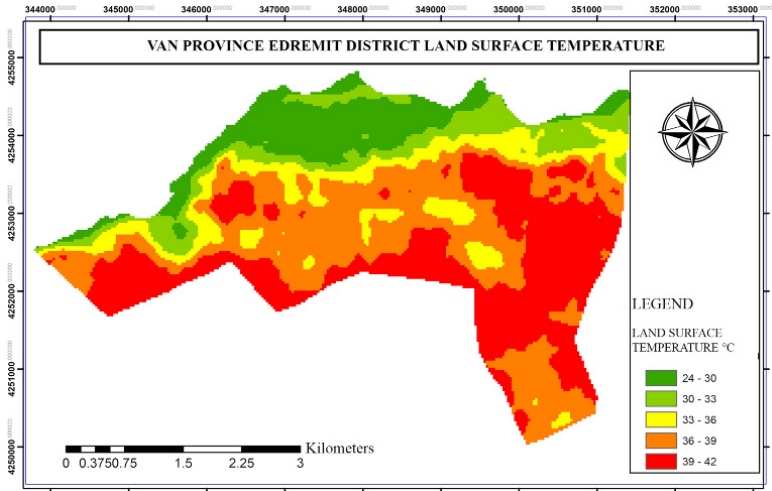 344000 345000 346000 347000 348000 349000 350000 351000 352000 353000
VAN PROVINCE EDREMIT DISTRICT LAND SURFACE TEMPERATURE
4255000
4254000
4253000
4252000
4251000
4250000
LEGEND
LAND SURFACE
TEMPERATURE °C
24 - 30
30 - 33
33 - 36
36 - 39
39 - 42
Kilometers
0 0.375 0.75 1.5 2.25 3